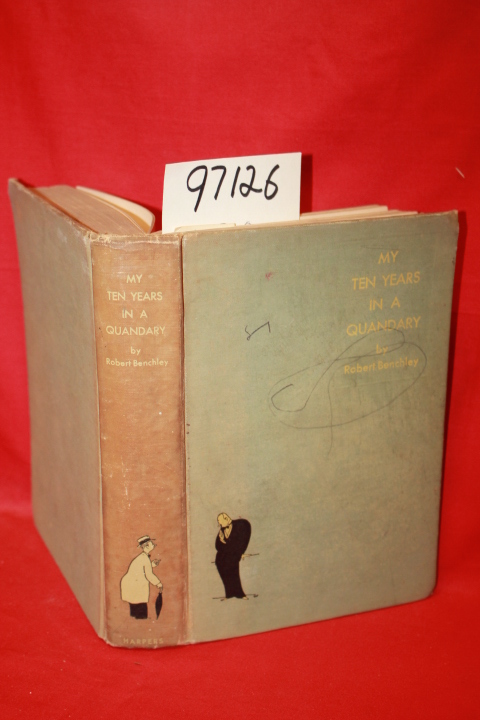 97126
MY
TEN YEARS
IN A
QUANDARY
by
Robert Benchley
HARPERS
MY
TEN YEARS
IN A
QUANDARY
by
Robert Benchley